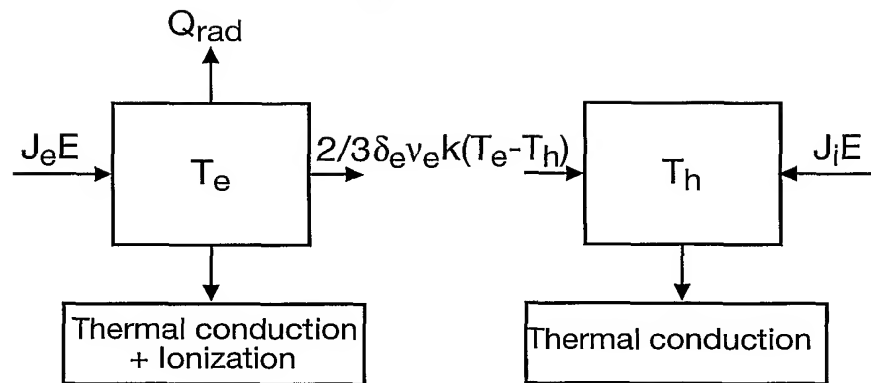 Q_rad
J_eE
T_e
2/3δ_eν_ek(T_e-T_h)
T_h
J_iE
Thermal conduction
+ Ionization
Thermal conduction